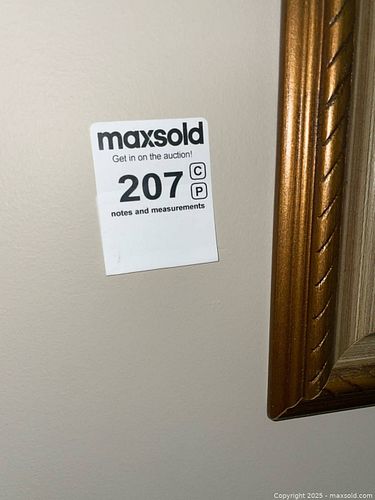 maxsold
Get in on the auction!
207 C
P
notes and measurements
Copyright 2025 - maxsold.com